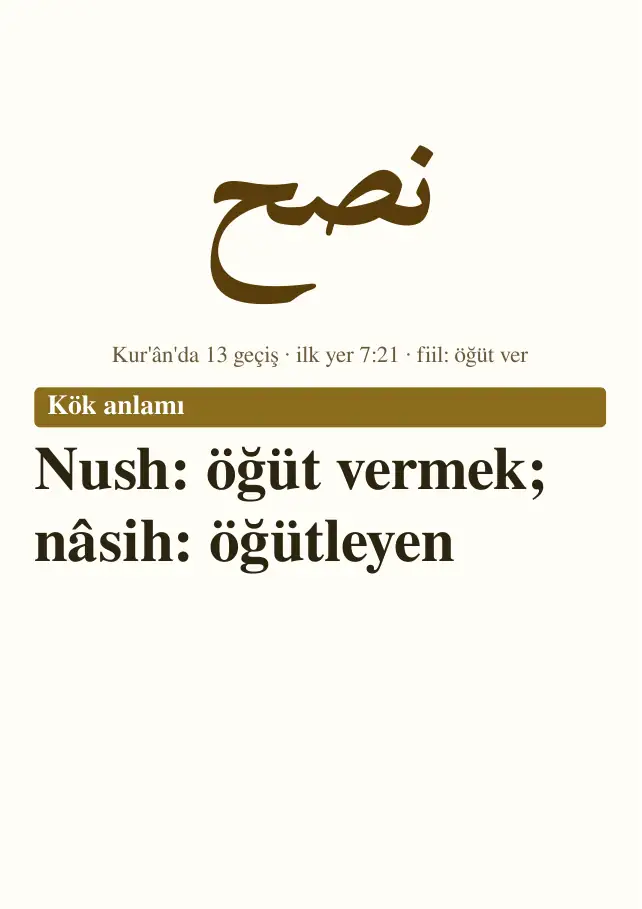 نصح
Kur'ân'da 13 geçiş · ilk yer 7:21 · fiil: öğüt ver
Kök anlamı
Nush: öğüt vermek;
nâsih: öğütleyen